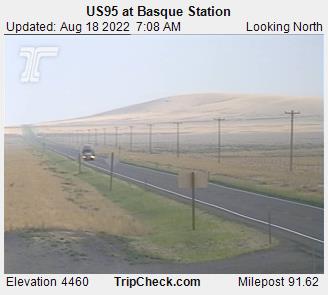 US95 at Basque Station
Updated: Aug 18 2022 7:08 AM Looking North
Elevation 4460 TripCheck.com Milepost 91.62